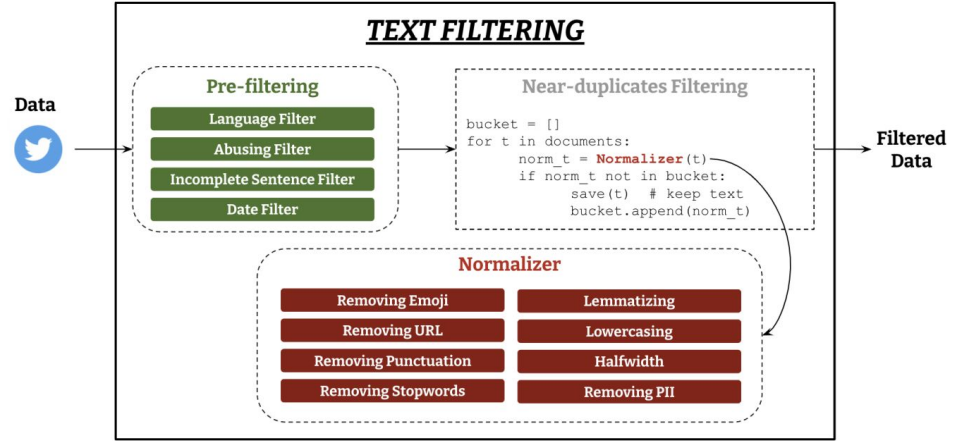 TEXT FILTERING
Data
Pre-filtering
Language Filter
Abusing Filter
Incomplete Sentence Filter
Date Filter
Near-duplicates Filtering
bucket = []
for t in documents:
    norm_t = Normalizer(t)
    if norm_t not in bucket:
        save(t)  # keep text
        bucket.append(norm_t)
Filtered
Data
Normalizer
Removing Emoji
Removing URL
Removing Punctuation
Removing Stopwords
Lemmatizing
Lowercasing
Halfwidth
Removing PII